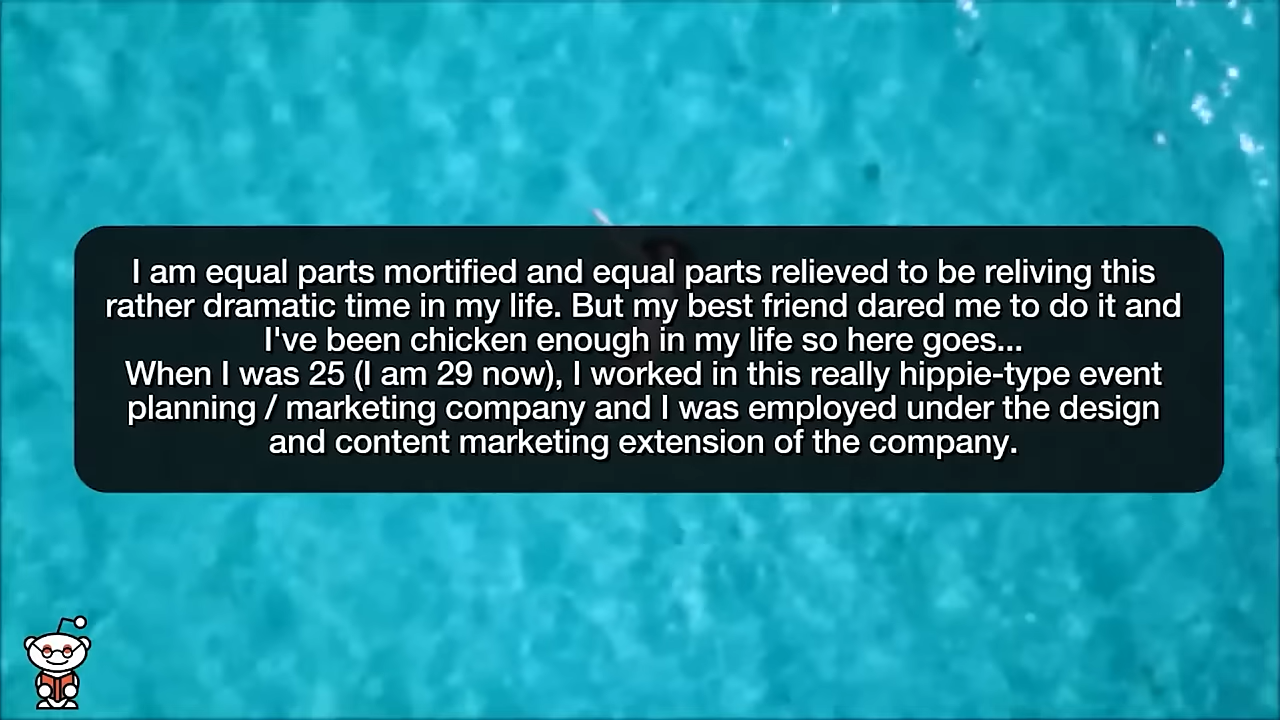 I am equal parts mortified and equal parts relieved to be reliving this
rather dramatic time in my life. But my best friend dared me to do it and
I've been chicken enough in my life so here goes...
When I was 25 (I am 29 now), I worked in this really hippie-type event
planning / marketing company and I was employed under the design
and content marketing extension of the company.